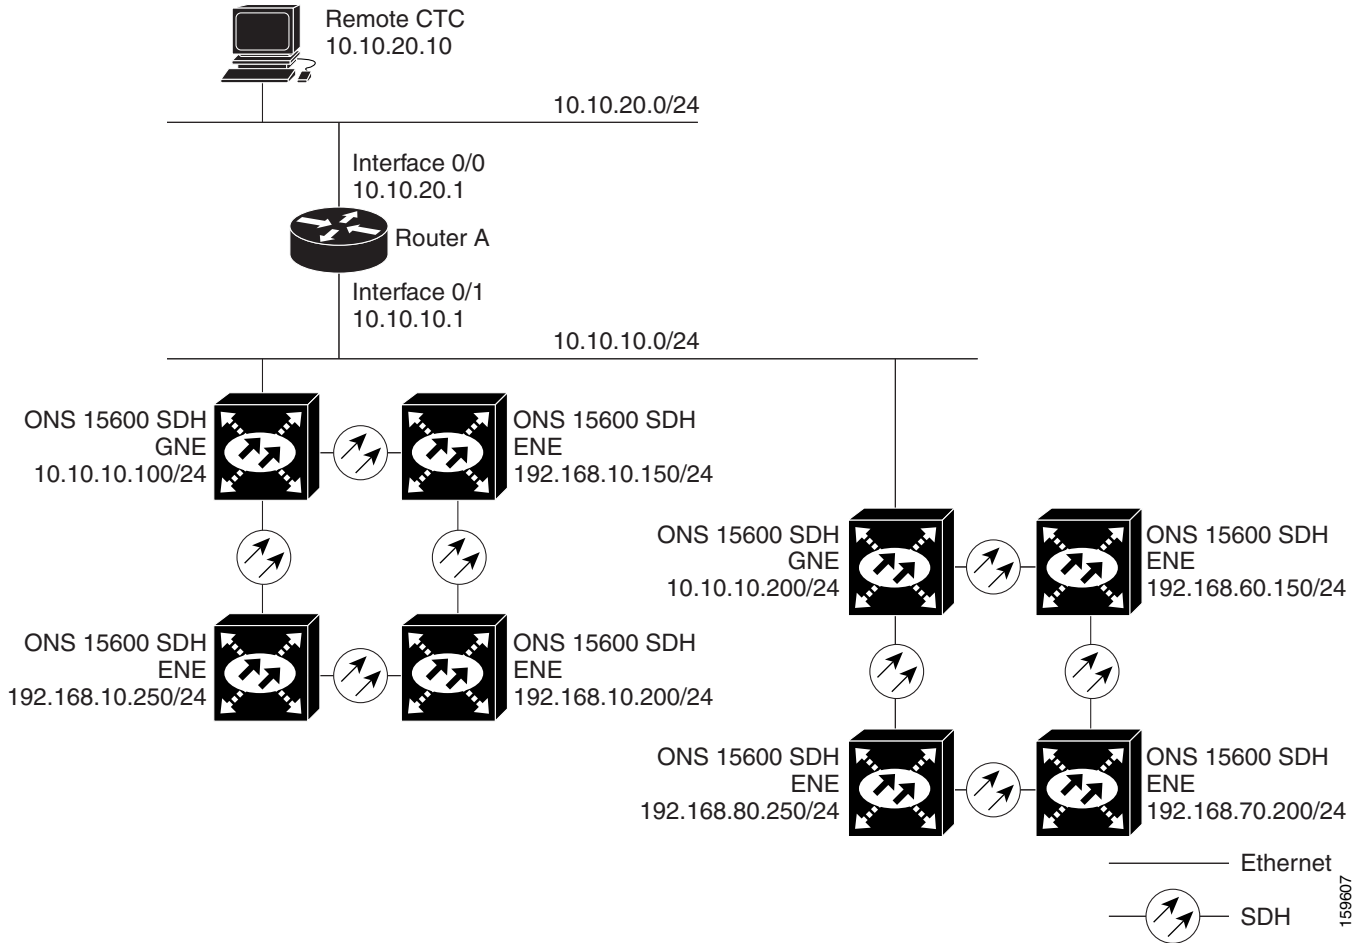 Remote CTC
10.10.20.10
10.10.20.0/24
Interface 0/0
10.10.20.1
Router A
Interface 0/1
10.10.10.1
10.10.10.0/24
ONS 15600 SDH
GNE
10.10.10.100/24
ONS 15600 SDH
ENE
192.168.10.150/24
ONS 15600 SDH
GNE
10.10.10.200/24
ONS 15600 SDH
ENE
192.168.60.150/24
ONS 15600 SDH
ENE
192.168.10.250/24
ONS 15600 SDH
ENE
192.168.10.200/24
ONS 15600 SDH
ENE
192.168.80.250/24
ONS 15600 SDH
ENE
192.168.70.200/24
Ethernet
SDH
159607